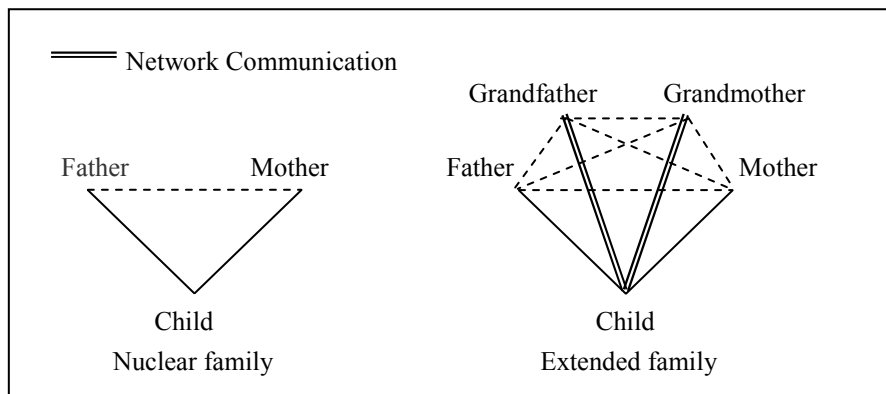 Network Communication
Grandfather Grandmother
Father Mother
Father Mother
Child
Child
Nuclear family
Extended family